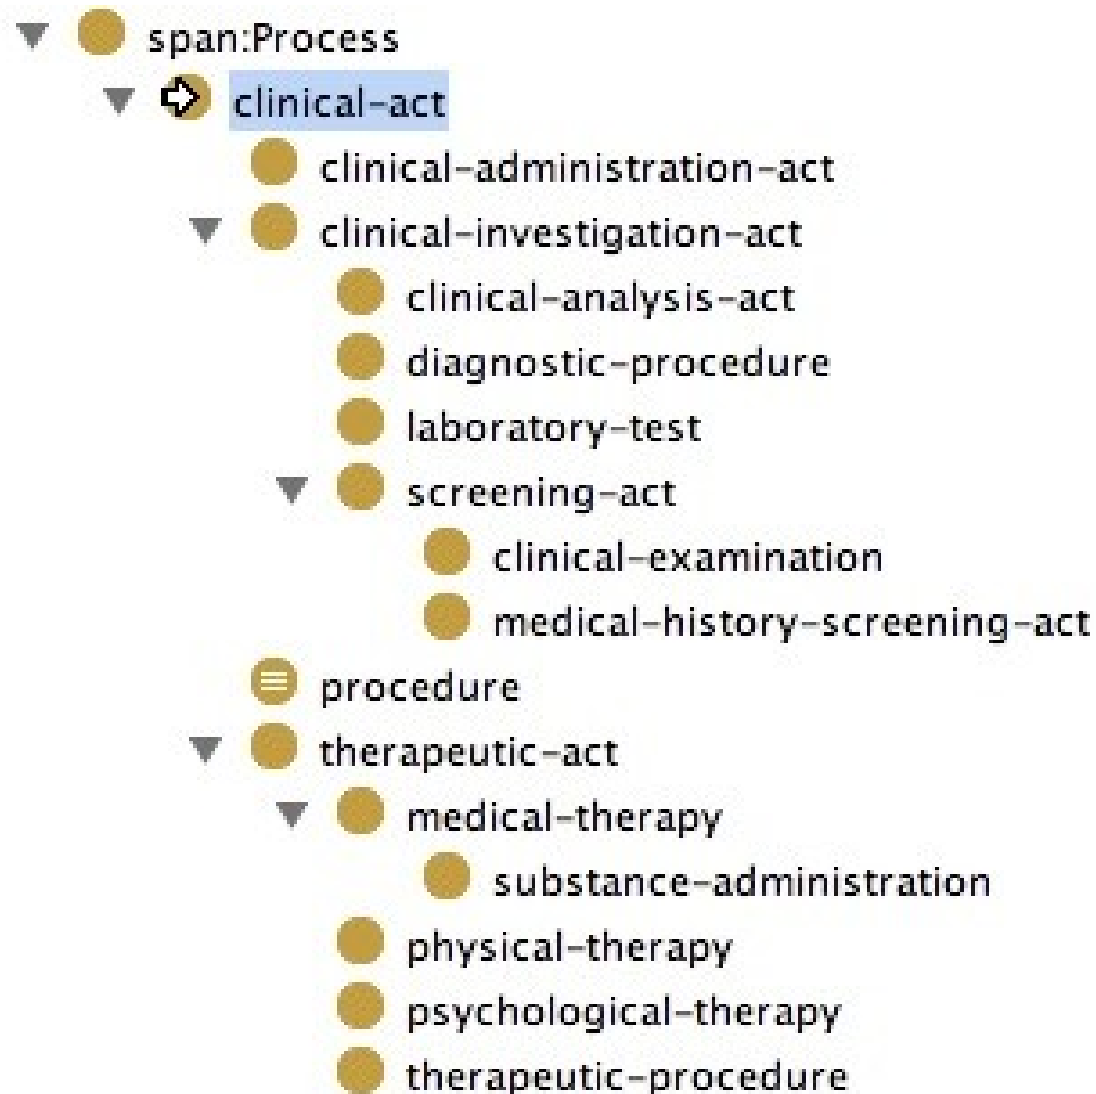 span:Process
clinical-act
clinical-administration-act
clinical-investigation-act
clinical-analysis-act
diagnostic-procedure
laboratory-test
screening-act
clinical-examination
medical-history-screening-act
procedure
therapeutic-act
medical-therapy
substance-administration
physical-therapy
psychological-therapy
therapeutic-procedure